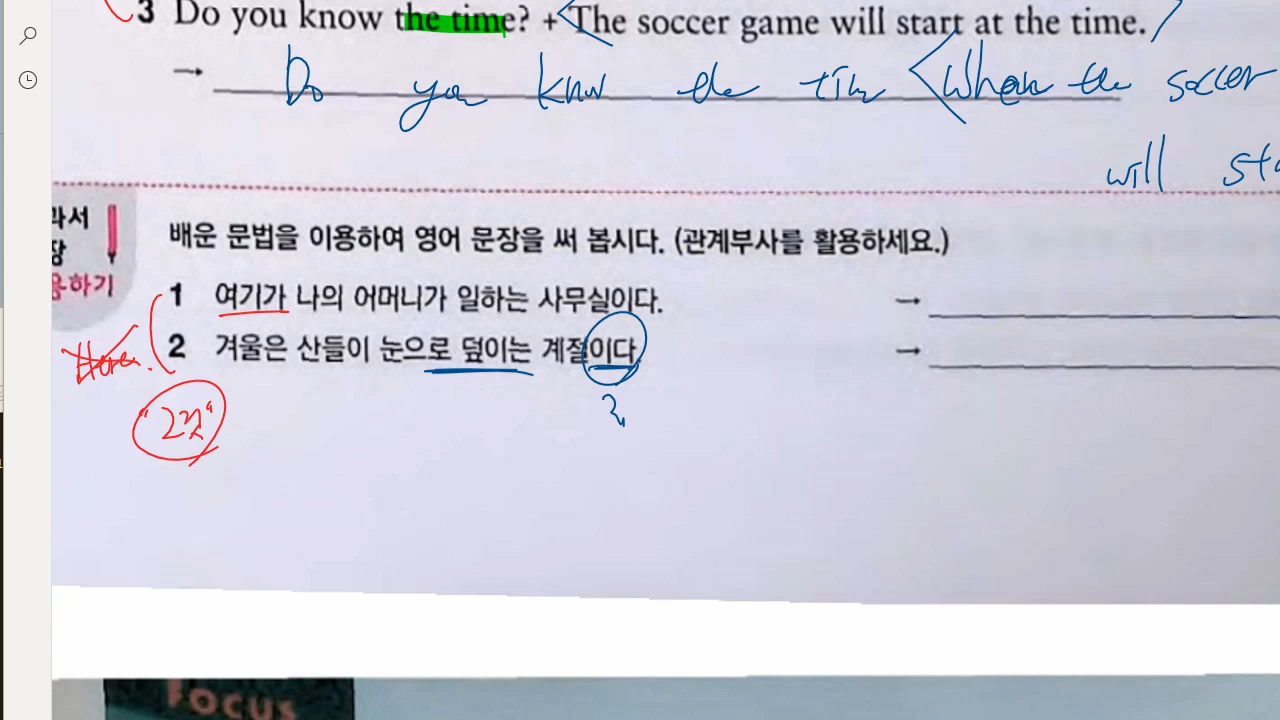 3 Do you know the time? + The soccer game will start at the time.
→ Do you know the time when the soccer
will
배운 문법을 이용하여 영어 문장을 써 봅시다. (관계부사를 활용하세요.)
1 여기가 나의 어머니가 일하는 사무실이다. →
2 겨울은 산들이 눈으로 덮이는 계절이다. →
FOCUS